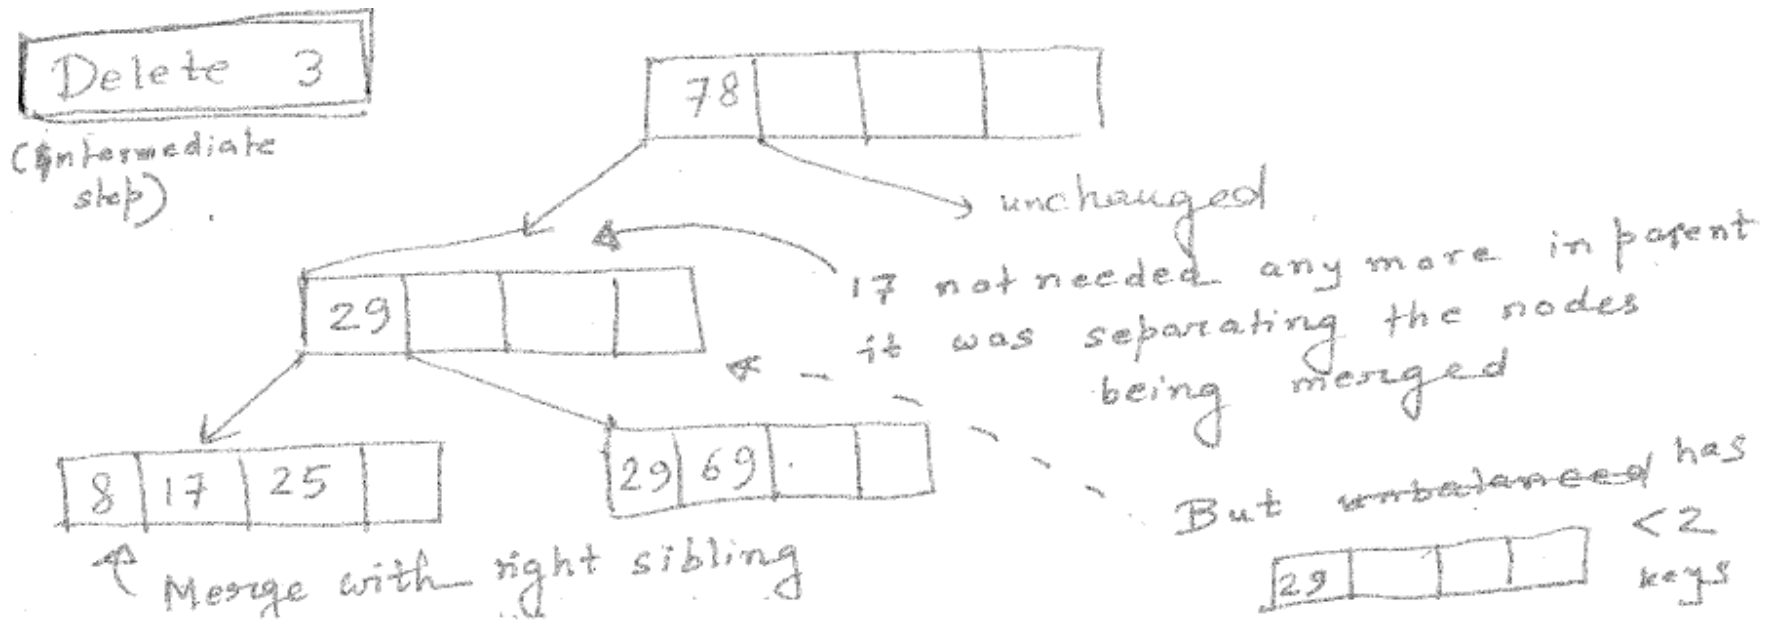 Delete 3
(Intermediate
step)
78
unchanged
17 not needed any more in parent
it was separating the nodes
being merged
29
8 17 25
29 69
Merge with right sibling
But unbalanced has
< 2
keys
29